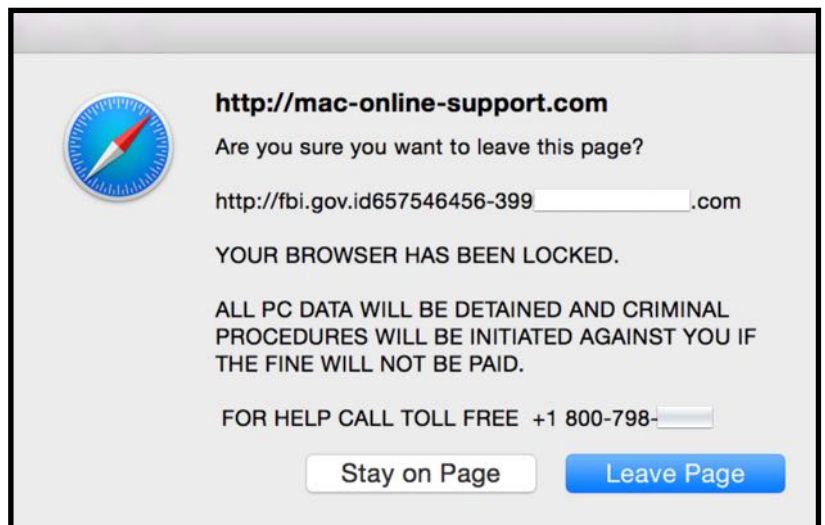 http://mac-online-support.com
Are you sure you want to leave this page?
http://fbi.gov.id657546456-399 .com
YOUR BROWSER HAS BEEN LOCKED.
ALL PC DATA WILL BE DETAINED AND CRIMINAL
PROCEDURES WILL BE INITIATED AGAINST YOU IF
THE FINE WILL NOT BE PAID.
FOR HELP CALL TOLL FREE +1 800-798-
Stay on Page
Leave Page